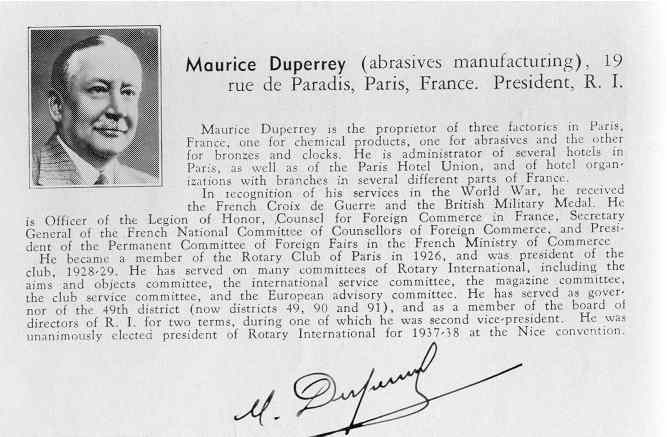 Maurice Duperrey (abrasives manufacturing), 19
rue de Paradis, Paris, France. President, R. I.
Maurice Duperrey is the proprietor of three factories in Paris,
France, one for chemical products, one for abrasives and the other
for bronzes and clocks. He is administrator of several hotels in
Paris, as well as of the Paris Hotel Union, and of hotel organ-
izations with branches in several different parts of France.
In recognition of his services in the World War, he received
the French Croix de Guerre and the British Military Medal. He
is Officer of the Legion of Honor, Counsel for Foreign Commerce in France, Secretary
General of the French National Committee of Counsellors of Foreign Commerce, and Presi-
dent of the Permanent Committee of Foreign Fairs in the French Ministry of Commerce
He became a member of the Rotary Club of Paris in 1926, and was president of the
club, 1928-29. He has served on many committees of Rotary International, including the
aims and objects committee, the international service committee, the magazine committee,
the club service committee, and the European advisory committee. He has served as gover-
nor of the 49th district (now districts 49, 90 and 91), and as a member of the board of
directors of R. I. for two terms, during one of which he was second vice-president. He was
unanimously elected president of Rotary International for 1937-38 at the Nice convention.
M. Duperrey